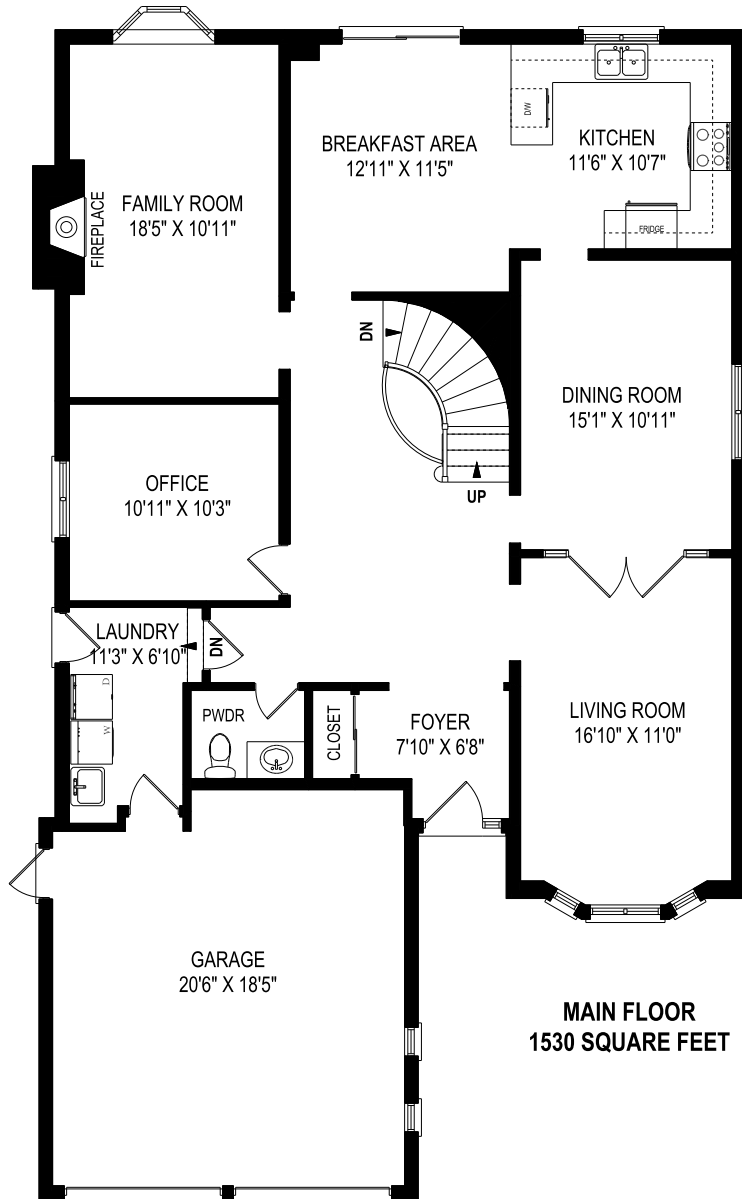 BREAKFAST AREA
12'11" X 11'5"
D/W
KITCHEN
11'6" X 10'7"
FRIDGE
FAMILY ROOM
18'5" X 10'11"
FIREPLACE
DN
UP
DINING ROOM
15'1" X 10'11"
OFFICE
10'11" X 10'3"
LAUNDRY
11'3" X 6'10"
DN
D
W
PWDR
CLOSET
FOYER
7'10" X 6'8"
LIVING ROOM
16'10" X 11'0"
GARAGE
20'6" X 18'5"
MAIN FLOOR
1530 SQUARE FEET